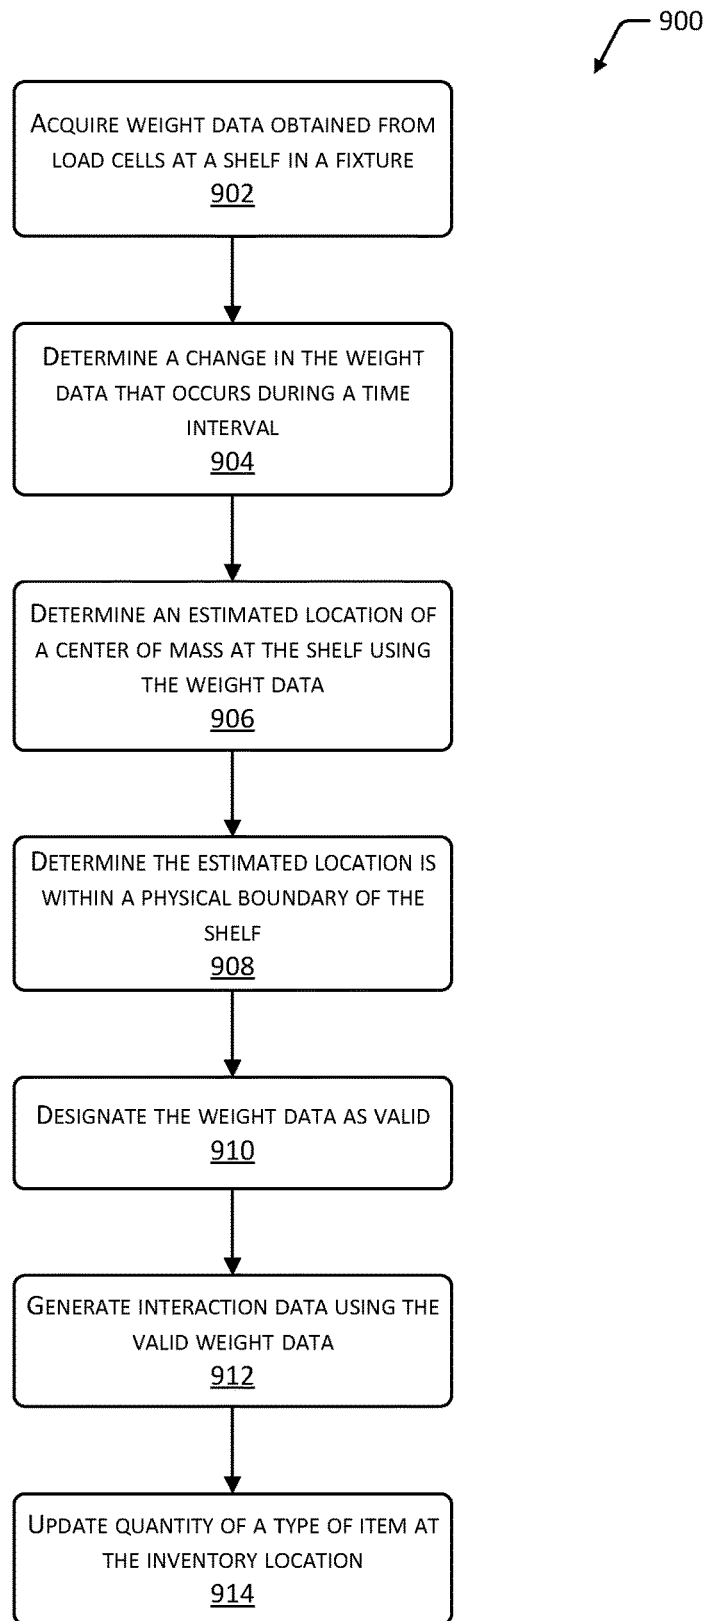 900
ACQUIRE WEIGHT DATA OBTAINED FROM
LOAD CELLS AT A SHELF IN A FIXTURE
902
DETERMINE A CHANGE IN THE WEIGHT
DATA THAT OCCURS DURING A TIME
INTERVAL
904
DETERMINE AN ESTIMATED LOCATION OF
A CENTER OF MASS AT THE SHELF USING
THE WEIGHT DATA
906
DETERMINE THE ESTIMATED LOCATION IS
WITHIN A PHYSICAL BOUNDARY OF THE
SHELF
908
DESIGNATE THE WEIGHT DATA AS VALID
910
GENERATE INTERACTION DATA USING THE
VALID WEIGHT DATA
912
UPDATE QUANTITY OF A TYPE OF ITEM AT
THE INVENTORY LOCATION
914